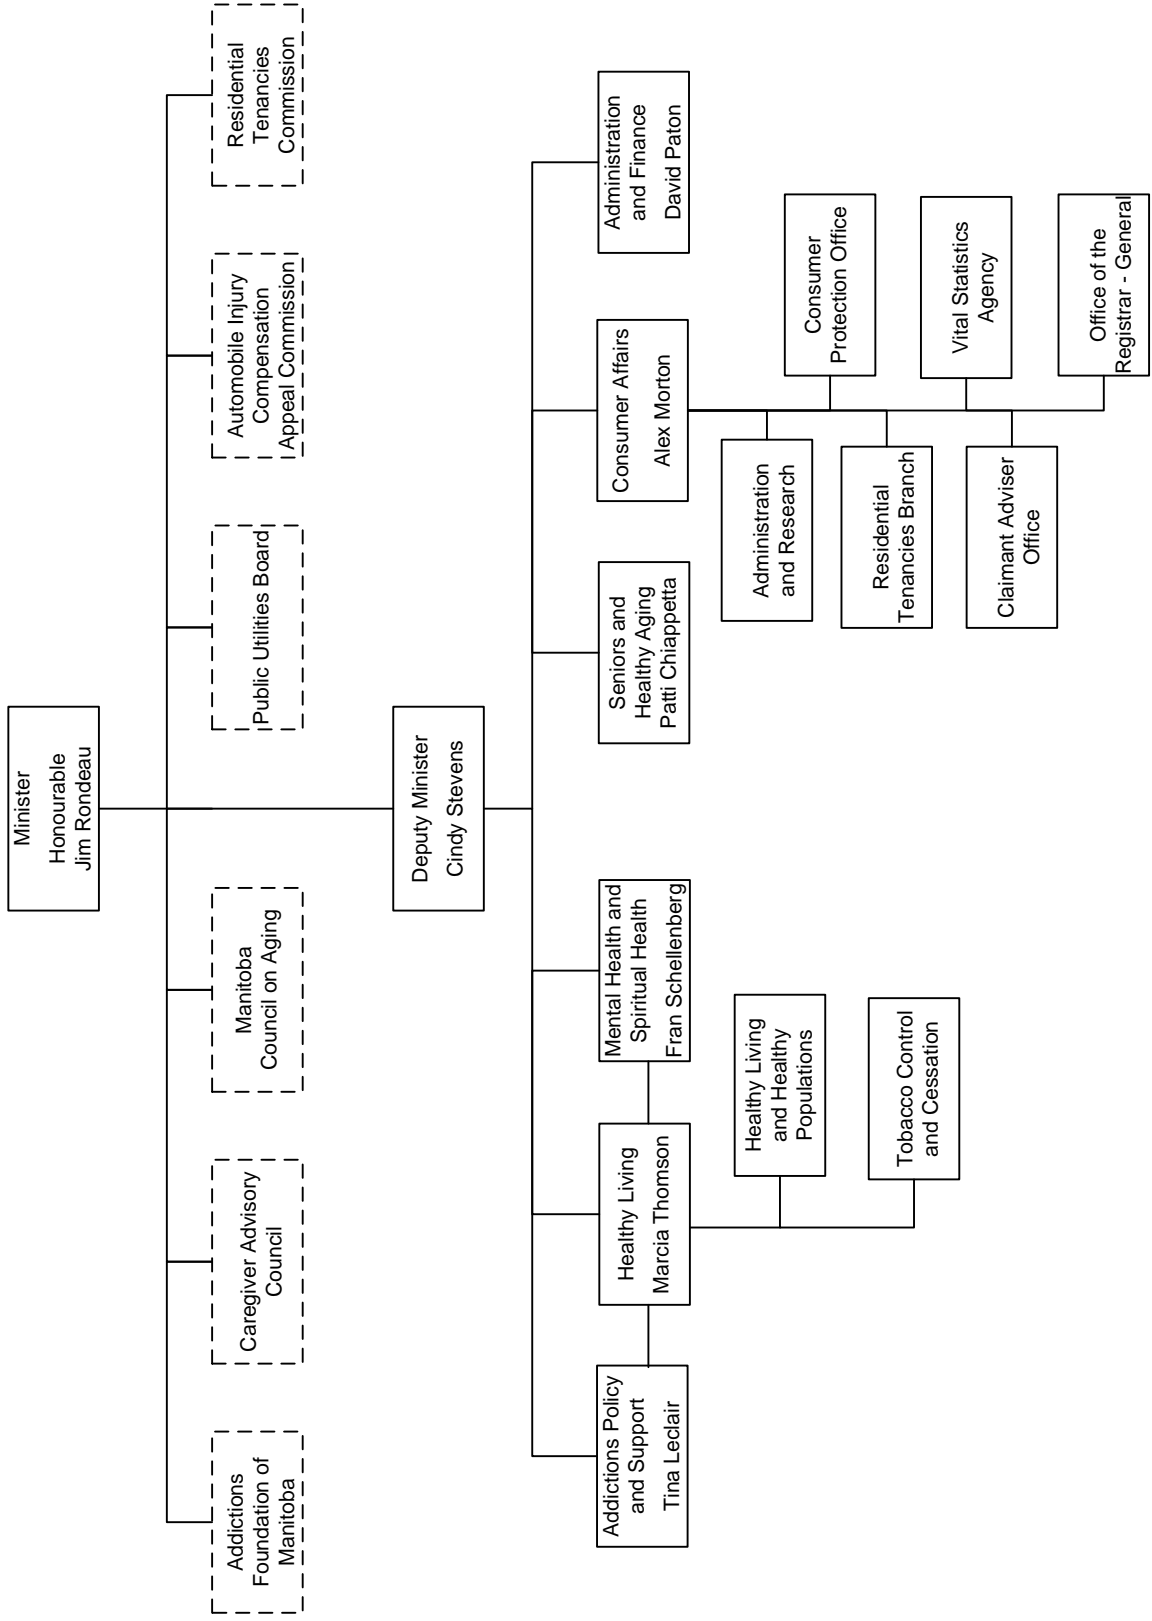 Minister
Honourable
Jim Rondeau
Addictions
Foundation of
Manitoba
Caregiver Advisory
Council
Manitoba
Council on Aging
Public Utilities Board
Automobile Injury
Compensation
Appeal Commission
Residential
Tenancies
Commission
Deputy Minister
Cindy Stevens
Addictions Policy
and Support
Tina Leclair
Healthy Living
Marcia Thomson
Mental Health and
Spiritual Health
Fran Schellenberg
Seniors and
Healthy Aging
Patti Chiappetta
Consumer Affairs
Alex Morton
Administration
and Finance
David Paton
Healthy Living
and Healthy
Populations
Tobacco Control
and Cessation
Administration
and Research
Consumer
Protection Office
Residential
Tenancies Branch
Vital Statistics
Agency
Claimant Adviser
Office
Office of the
Registrar - General